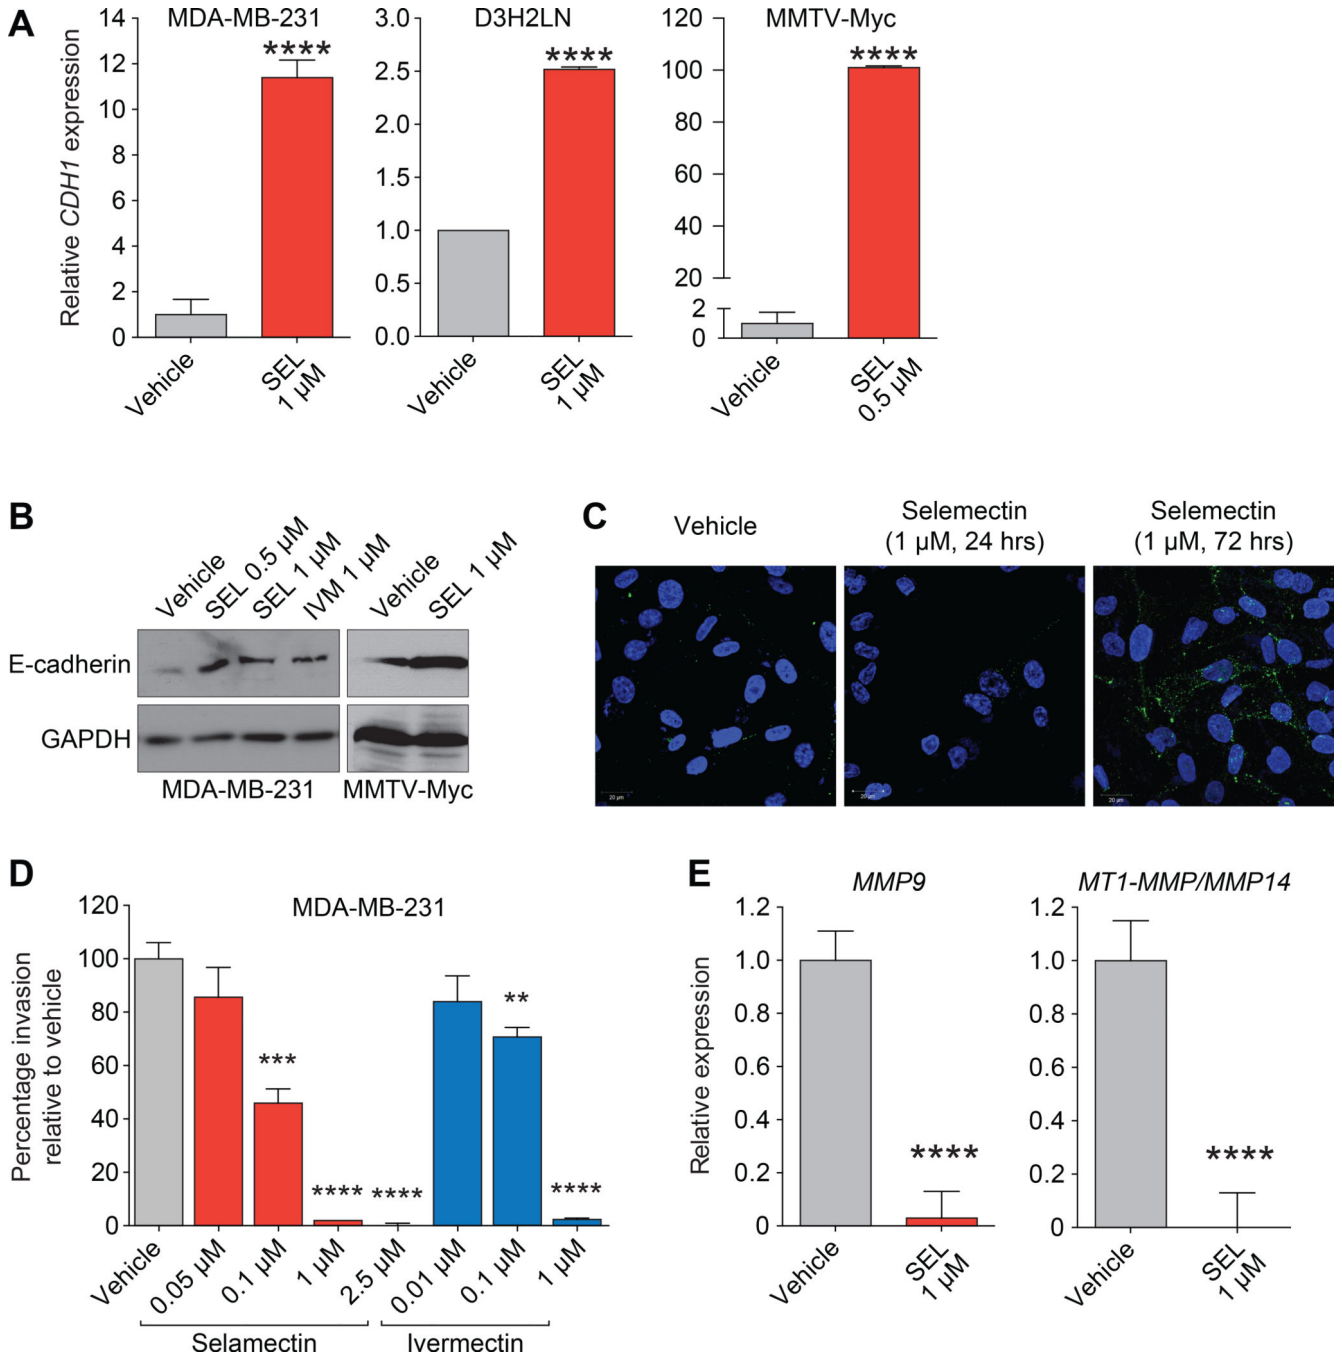 A
MDA-MB-231
D3H2LN
MMTV-Myc
Relative CDH1 expression
14
12
10
8
6
4
2
0
****
Vehicle
SEL
1 µM
3.0
2.5
2.0
1.5
1.0
0.5
0.0
****
Vehicle
SEL
1 µM
120
100
80
60
40
20
2
0
****
Vehicle
SEL
0.5 µM
B
Vehicle
SEL 0.5 µM
SEL 1 µM
IVM 1 µM
Vehicle
SEL 1 µM
E-cadherin
GAPDH
MDA-MB-231
MMTV-Myc
C
Vehicle
Selemectin
(1 µM, 24 hrs)
Selemectin
(1 µM, 72 hrs)
20 µm
20 µm
20 µm
D
MDA-MB-231
Percentage invasion
relative to vehicle
120
100
80
60
40
20
0
***
****
****
**
****
Vehicle
0.05 µM
0.1 µM
1 µM
2.5 µM
0.01 µM
0.1 µM
1 µM
Selamectin
Ivermectin
E
MMP9
Relative expression
1.2
1.0
0.8
0.6
0.4
0.2
0
****
Vehicle
SEL
1 µM
MT1-MMP/MMP14
1.2
1.0
0.8
0.6
0.4
0.2
0
****
Vehicle
SEL
1 µM